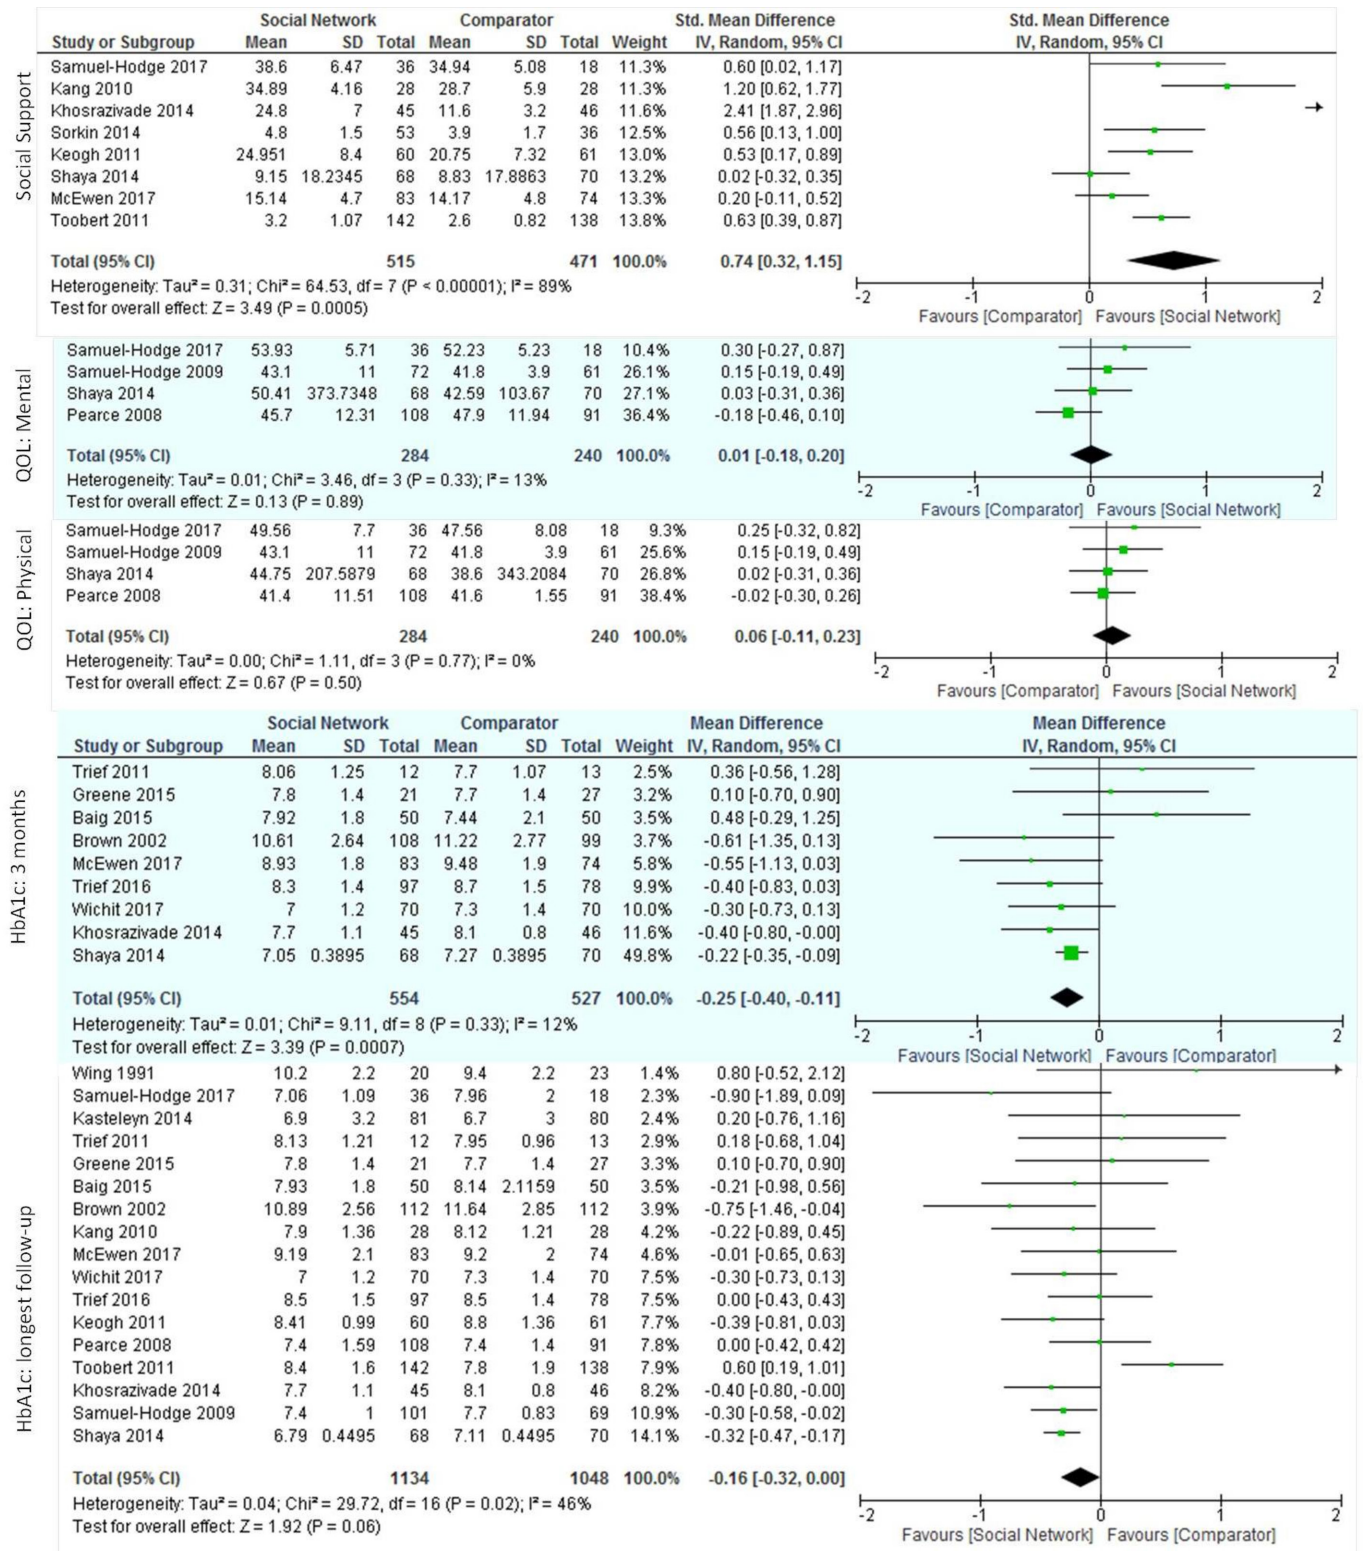 Social Support
Social Network Comparator Std. Mean Difference Std. Mean Difference
Study or Subgroup Mean SD Total Mean SD Total Weight IV, Random, 95% CI IV, Random, 95% CI
Samuel-Hodge 2017 38.6 6.47 36 34.94 5.08 18 11.3% 0.60 [0.02, 1.17]
Kang 2010 34.89 4.16 28 28.7 5.9 28 11.3% 1.20 [0.62, 1.77]
Khosrazivade 2014 24.8 7 45 11.6 3.2 46 11.6% 2.41 [1.87, 2.96]
Sorkin 2014 4.8 1.5 53 3.9 1.7 36 12.5% 0.56 [0.13, 1.00]
Keogh 2011 24.951 8.4 60 20.75 7.32 61 13.0% 0.53 [0.17, 0.89]
Shaya 2014 9.15 18.2345 68 8.83 17.8863 70 13.2% 0.02 [-0.32, 0.35]
McEwen 2017 15.14 4.7 83 14.17 4.8 74 13.3% 0.20 [-0.11, 0.52]
Toobert 2011 3.2 1.07 142 2.6 0.82 138 13.8% 0.63 [0.39, 0.87]
Total (95% CI) 515 471 100.0% 0.74 [0.32, 1.15]
Heterogeneity: Tau² = 0.31; Chi² = 64.53, df = 7 (P < 0.00001); I² = 89%
Test for overall effect: Z = 3.49 (P = 0.0005)
-2 -1 0 1 2
Favours [Comparator] Favours [Social Network]
QOL: Mental
Samuel-Hodge 2017 53.93 5.71 36 52.23 5.23 18 10.4% 0.30 [-0.27, 0.87]
Samuel-Hodge 2009 43.1 11 72 41.8 3.9 61 26.1% 0.15 [-0.19, 0.49]
Shaya 2014 50.41 373.7348 68 42.59 103.67 70 27.1% 0.03 [-0.31, 0.36]
Pearce 2008 45.7 12.31 108 47.9 11.94 91 36.4% -0.18 [-0.46, 0.10]
Total (95% CI) 284 240 100.0% 0.01 [-0.18, 0.20]
Heterogeneity: Tau² = 0.01; Chi² = 3.46, df = 3 (P = 0.33); I² = 13%
Test for overall effect: Z = 0.13 (P = 0.89)
-2 -1 0 1 2
Favours [Comparator] Favours [Social Network]
QOL: Physical
Samuel-Hodge 2017 49.56 7.7 36 47.56 8.08 18 9.3% 0.25 [-0.32, 0.82]
Samuel-Hodge 2009 43.1 11 72 41.8 3.9 61 25.6% 0.15 [-0.19, 0.49]
Shaya 2014 44.75 207.5879 68 38.6 343.2084 70 26.8% 0.02 [-0.31, 0.36]
Pearce 2008 41.4 11.51 108 41.6 1.55 91 38.4% -0.02 [-0.30, 0.26]
Total (95% CI) 284 240 100.0% 0.06 [-0.11, 0.23]
Heterogeneity: Tau² = 0.00; Chi² = 1.11, df = 3 (P = 0.77); I² = 0%
Test for overall effect: Z = 0.67 (P = 0.50)
-2 -1 0 1 2
Favours [Comparator] Favours [Social Network]
HbA1c: 3 months
Social Network Comparator Mean Difference Mean Difference
Study or Subgroup Mean SD Total Mean SD Total Weight IV, Random, 95% CI IV, Random, 95% CI
Trief 2011 8.06 1.25 12 7.7 1.07 13 2.5% 0.36 [-0.56, 1.28]
Greene 2015 7.8 1.4 21 7.7 1.4 27 3.2% 0.10 [-0.70, 0.90]
Baig 2015 7.92 1.8 50 7.44 2.1 50 3.5% 0.48 [-0.29, 1.25]
Brown 2002 10.61 2.64 108 11.22 2.77 99 3.7% -0.61 [-1.35, 0.13]
McEwen 2017 8.93 1.8 83 9.48 1.9 74 5.8% -0.55 [-1.13, 0.03]
Trief 2016 8.3 1.4 97 8.7 1.5 78 9.9% -0.40 [-0.83, 0.03]
Wichit 2017 7 1.2 70 7.3 1.4 70 10.0% -0.30 [-0.73, 0.13]
Khosrazivade 2014 7.7 1.1 45 8.1 0.8 46 11.6% -0.40 [-0.80, -0.00]
Shaya 2014 7.05 0.3895 68 7.27 0.3895 70 49.8% -0.22 [-0.35, -0.09]
Total (95% CI) 554 527 100.0% -0.25 [-0.40, -0.11]
Heterogeneity: Tau² = 0.01; Chi² = 9.11, df = 8 (P = 0.33); I² = 12%
Test for overall effect: Z = 3.39 (P = 0.0007)
-2 -1 0 1 2
Favours [Social Network] Favours [Comparator]
HbA1c: longest follow-up
Wing 1991 10.2 2.2 20 9.4 2.2 23 1.4% 0.80 [-0.52, 2.12]
Samuel-Hodge 2017 7.06 1.09 36 7.96 2 18 2.3% -0.90 [-1.89, 0.09]
Kasteleyn 2014 6.9 3.2 81 6.7 3 80 2.4% 0.20 [-0.76, 1.16]
Trief 2011 8.13 1.21 12 7.95 0.96 13 2.9% 0.18 [-0.68, 1.04]
Greene 2015 7.8 1.4 21 7.7 1.4 27 3.3% 0.10 [-0.70, 0.90]
Baig 2015 7.93 1.8 50 8.14 2.1159 50 3.5% -0.21 [-0.98, 0.56]
Brown 2002 10.89 2.56 112 11.64 2.85 112 3.9% -0.75 [-1.46, -0.04]
Kang 2010 7.9 1.36 28 8.12 1.21 28 4.2% -0.22 [-0.89, 0.45]
McEwen 2017 9.19 2.1 83 9.2 2 74 4.6% -0.01 [-0.65, 0.63]
Wichit 2017 7 1.2 70 7.3 1.4 70 7.5% -0.30 [-0.73, 0.13]
Trief 2016 8.5 1.5 97 8.5 1.4 78 7.5% 0.00 [-0.43, 0.43]
Keogh 2011 8.41 0.99 60 8.8 1.36 61 7.7% -0.39 [-0.81, 0.03]
Pearce 2008 7.4 1.59 108 7.4 1.4 91 7.8% 0.00 [-0.42, 0.42]
Toobert 2011 8.4 1.6 142 7.8 1.9 138 7.9% 0.60 [0.19, 1.01]
Khosrazivade 2014 7.7 1.1 45 8.1 0.8 46 8.2% -0.40 [-0.80, -0.00]
Samuel-Hodge 2009 7.4 1 101 7.7 0.83 69 10.9% -0.30 [-0.58, -0.02]
Shaya 2014 6.79 0.4495 68 7.11 0.4495 70 14.1% -0.32 [-0.47, -0.17]
Total (95% CI) 1134 1048 100.0% -0.16 [-0.32, 0.00]
Heterogeneity: Tau² = 0.04; Chi² = 29.72, df = 16 (P = 0.02); I² = 46%
Test for overall effect: Z = 1.92 (P = 0.06)
-2 -1 0 1 2
Favours [Social Network] Favours [Comparator]